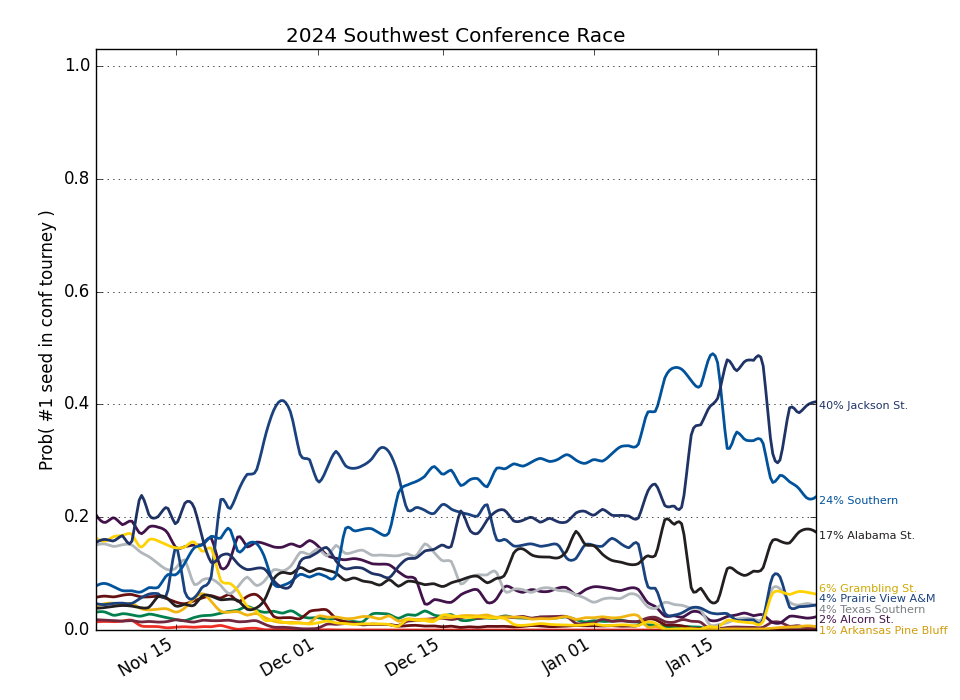 2024 Southwest Conference Race
Prob( #1 seed in conf tourney )
1.0
0.8
0.6
0.4
0.2
0.0
Nov 15
Dec 01
Dec 15
Jan 01
Jan 15
40% Jackson St.
24% Southern
17% Alabama St.
6% Grambling St.
4% Prairie View A&M
4% Texas Southern
2% Alcorn St.
1% Arkansas Pine Bluff